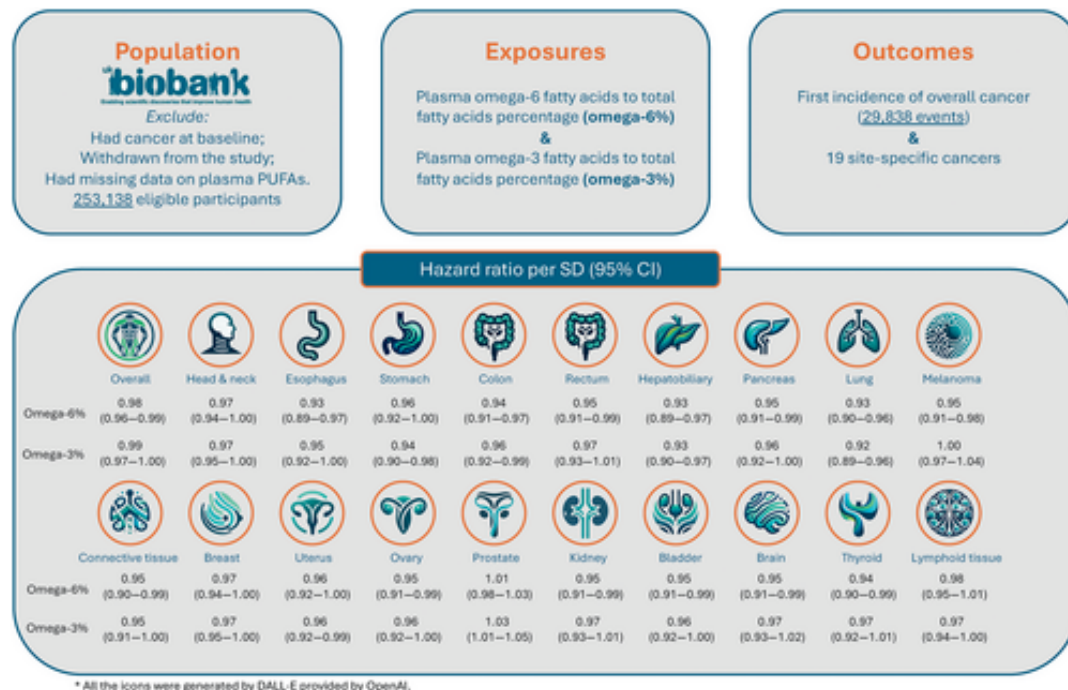 Population
uk biobank
Enabling scientific discoveries that improve human health
Exclude:
Had cancer at baseline;
Withdrawn from the study;
Had missing data on plasma PUFAs.
253,138 eligible participants
Exposures
Plasma omega-6 fatty acids to total
fatty acids percentage (omega-6%)
&
Plasma omega-3 fatty acids to total
fatty acids percentage (omega-3%)
Outcomes
First incidence of overall cancer
(29,838 events)
&
19 site-specific cancers
Hazard ratio per SD (95% CI)
Overall Head & neck Esophagus Stomach Colon Rectum Hepatobiliary Pancreas Lung Melanoma
Omega-6% 0.98 0.97 0.93 0.96 0.94 0.95 0.93 0.95 0.93 0.95
(0.96—0.99) (0.94—1.00) (0.89—0.97) (0.92—1.00) (0.91—0.97) (0.91—0.99) (0.89—0.97) (0.91—0.99) (0.90—0.96) (0.91—0.98)
Omega-3% 0.99 0.97 0.95 0.94 0.96 0.97 0.93 0.96 0.92 1.00
(0.97—1.00) (0.95—1.00) (0.92—1.00) (0.90—0.98) (0.92—0.99) (0.93—1.01) (0.90—0.97) (0.92—1.00) (0.89—0.96) (0.97—1.04)
Connective tissue Breast Uterus Ovary Prostate Kidney Bladder Brain Thyroid Lymphoid tissue
Omega-6% 0.95 0.97 0.96 0.95 1.01 0.95 0.95 0.95 0.94 0.98
(0.90—0.99) (0.94—1.00) (0.92—1.00) (0.91—0.99) (0.98—1.03) (0.91—0.99) (0.91—0.99) (0.91—0.99) (0.90—0.99) (0.95—1.01)
Omega-3% 0.95 0.97 0.96 0.96 1.03 0.97 0.96 0.97 0.97 0.97
(0.91—1.00) (0.95—1.00) (0.92—0.99) (0.92—1.00) (1.01—1.05) (0.93—1.01) (0.92—1.00) (0.93—1.02) (0.92—1.01) (0.94—1.00)
* All the icons were generated by DALL-E provided by OpenAI.